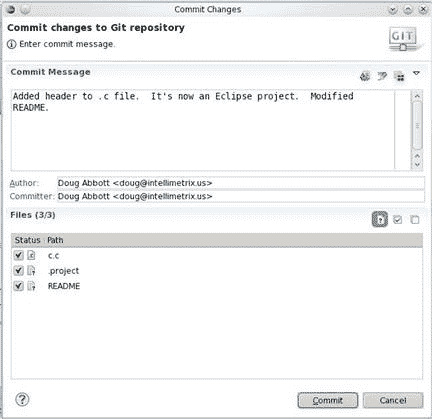 Commit Changes
Commit changes to Git repository
Enter commit message.
GIT
Commit Message
Added header to .c file.  It's now an Eclipse project.  Modified
README.
Author: Doug Abbott <doug@intellimetrix.us>
Committer: Doug Abbott <doug@intellimetrix.us>
Files (3/3)
Status Path
c.c
.project
README
Commit Cancel